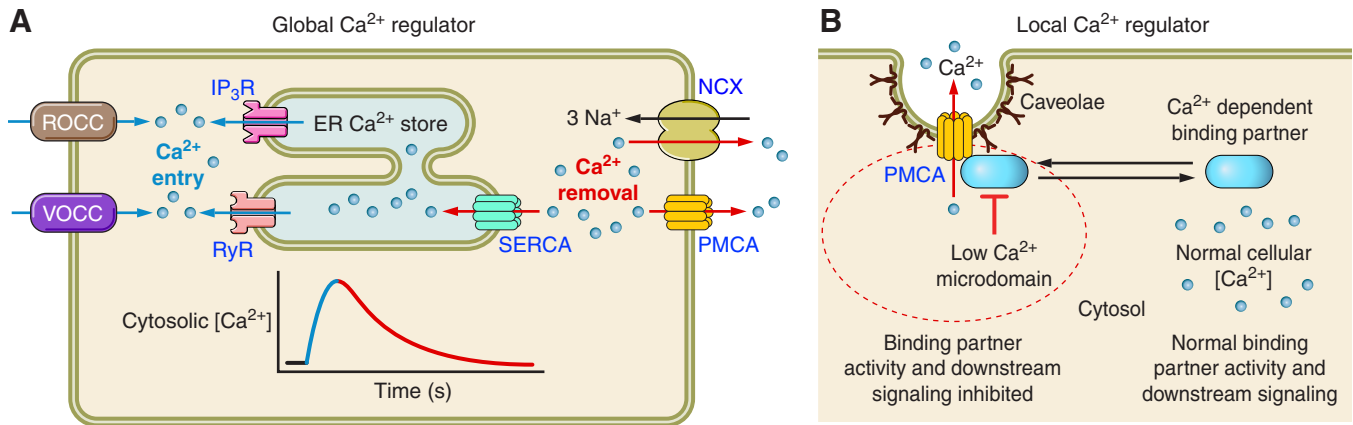 A
Global Ca²⁺ regulator
ROCC
VOCC
IP₃R
Ca²⁺
entry
RyR
ER Ca²⁺ store
SERCA
3 Na⁺
Ca²⁺
removal
NCX
PMCA
Cytosolic [Ca²⁺]
Time (s)
B
Local Ca²⁺ regulator
Ca²⁺
Caveolae
PMCA
Ca²⁺ dependent
binding partner
Low Ca²⁺
microdomain
Normal cellular
[Ca²⁺]
Cytosol
Binding partner
activity and downstream
signaling inhibited
Normal binding
partner activity and
downstream signaling